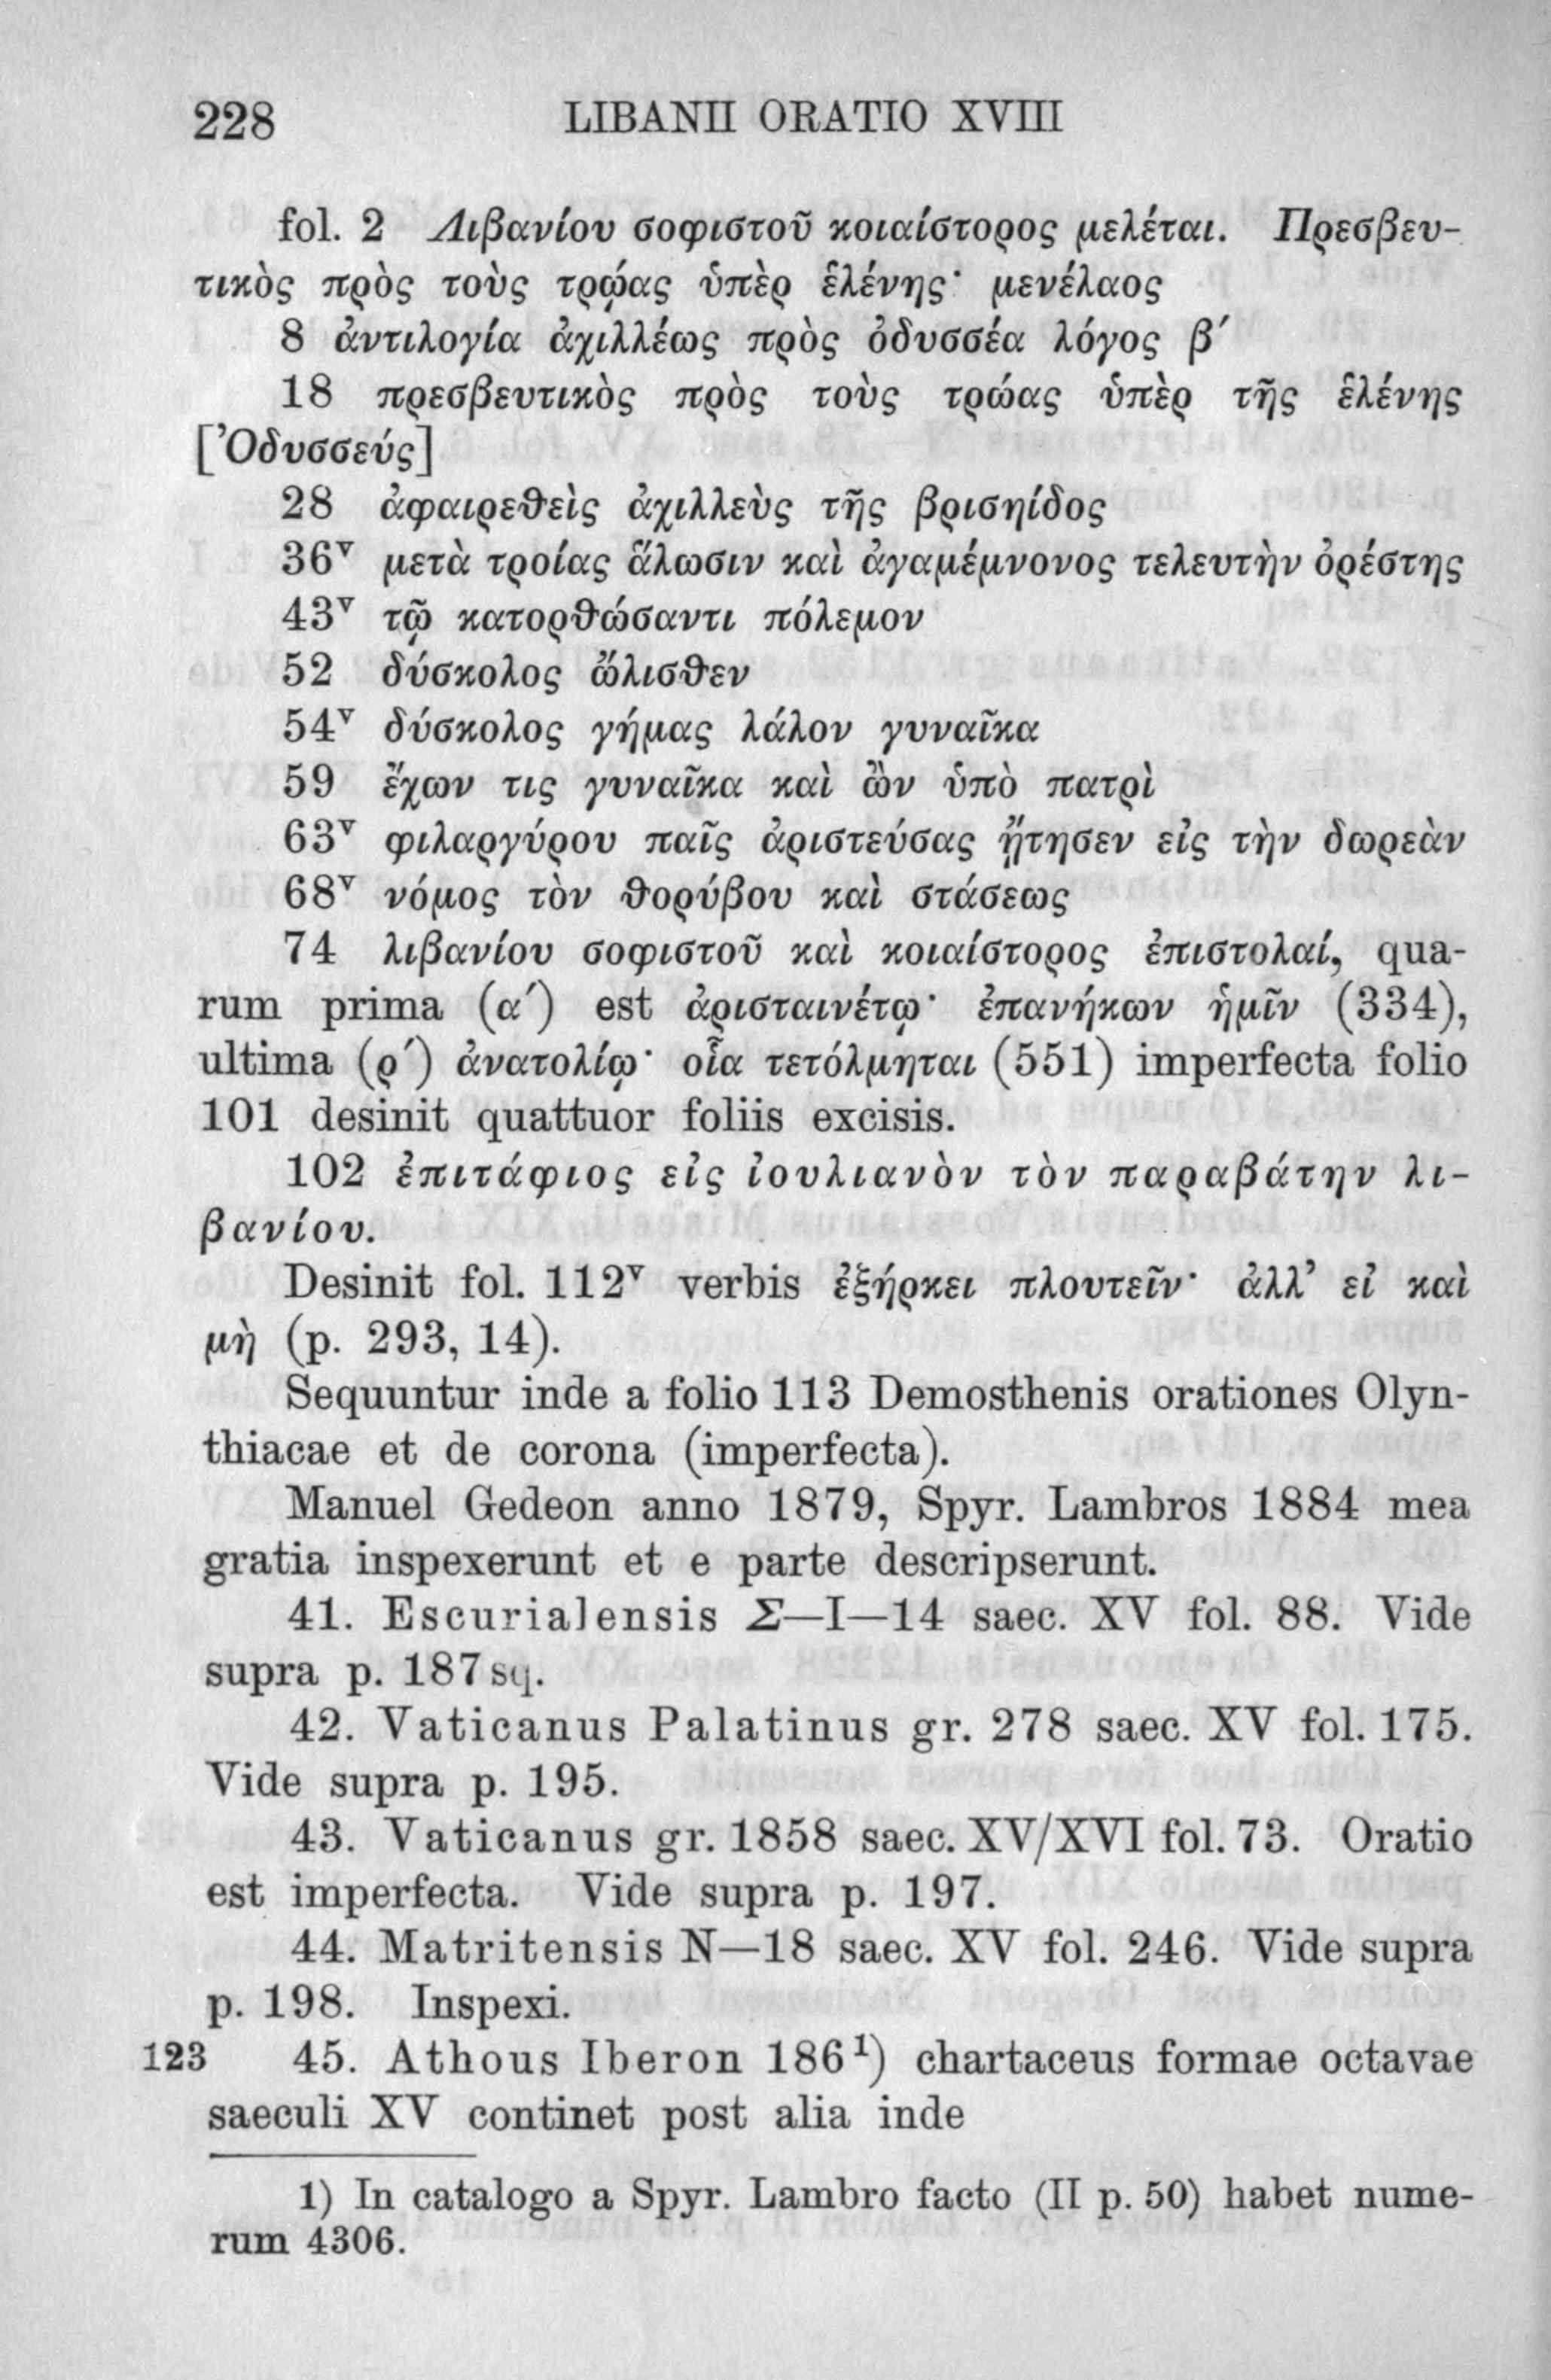 228 LIBANII ORATIO XVIII
fol. 2 Λιβανίου σοφιστοῦ κοιαίστορος μελέται. Πρεσβευ-
τικὸς πρὸς τοὺς τρῴας ὑπὲρ ἑλένης· μενέλαος
8 ἀντιλογία ἀχιλλέως πρὸς ὀδυσσέα λόγος β′
18 πρεσβευτικὸς πρὸς τοὺς τρώας ὑπὲρ τῆς ἑλένης
[Ὀδυσσεύς]
28 ἀφαιρεθεὶς ἀχιλλεὺς τῆς βρισηίδος
36ᵛ μετὰ τροίας ἅλωσιν καὶ ἀγαμέμνονος τελευτὴν ὀρέστης
43ᵛ τῷ κατορθώσαντι πόλεμον
52 δύσκολος ὤλισθεν
54ᵛ δύσκολος γήμας λάλον γυναῖκα
59 ἔχων τις γυναῖκα καὶ ὢν ὑπὸ πατρὶ
63ᵛ φιλαργύρου παῖς ἀριστεύσας ᾔτησεν εἰς τὴν δωρεὰν
68ᵛ νόμος τὸν θορύβου καὶ στάσεως
74 λιβανίου σοφιστοῦ καὶ κοιαίστορος ἐπιστολαί, qua-
rum prima (α′) est ἀρισταινέτῳ· ἐπανήκων ἡμῖν (334),
ultima (ρ′) ἀνατολίῳ· οἷα τετόλμηται (551) imperfecta folio
101 desinit quattuor foliis excisis.
102 ἐπιτάφιος εἰς ἰουλιανὸν τὸν παραβάτην λι-
βανίου.
Desinit fol. 112ᵛ verbis ἐξήρκει πλουτεῖν· ἀλλ’ εἰ καὶ
μὴ (p. 293, 14).
Sequuntur inde a folio 113 Demosthenis orationes Olyn-
thiacae et de corona (imperfecta).
Manuel Gedeon anno 1879, Spyr. Lambros 1884 mea
gratia inspexerunt et e parte descripserunt.
41. Escurialensis Σ—I—14 saec. XV fol. 88. Vide
supra p. 187 sq.
42. Vaticanus Palatinus gr. 278 saec. XV fol. 175.
Vide supra p. 195.
43. Vaticanus gr. 1858 saec. XV/XVI fol. 73. Oratio
est imperfecta. Vide supra p. 197.
44. Matritensis N—18 saec. XV fol. 246. Vide supra
p. 198. Inspexi.
123 45. Athous Iberon 186¹) chartaceus formae octavae
saeculi XV continet post alia inde
1) In catalogo a Spyr. Lambro facto (II p. 50) habet nume-
rum 4306.